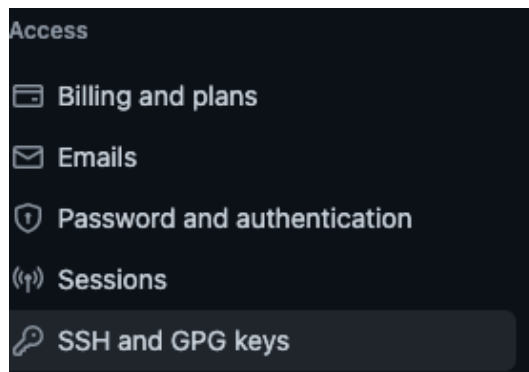 Access
Billing and plans
Emails
Password and authentication
Sessions
SSH and GPG keys